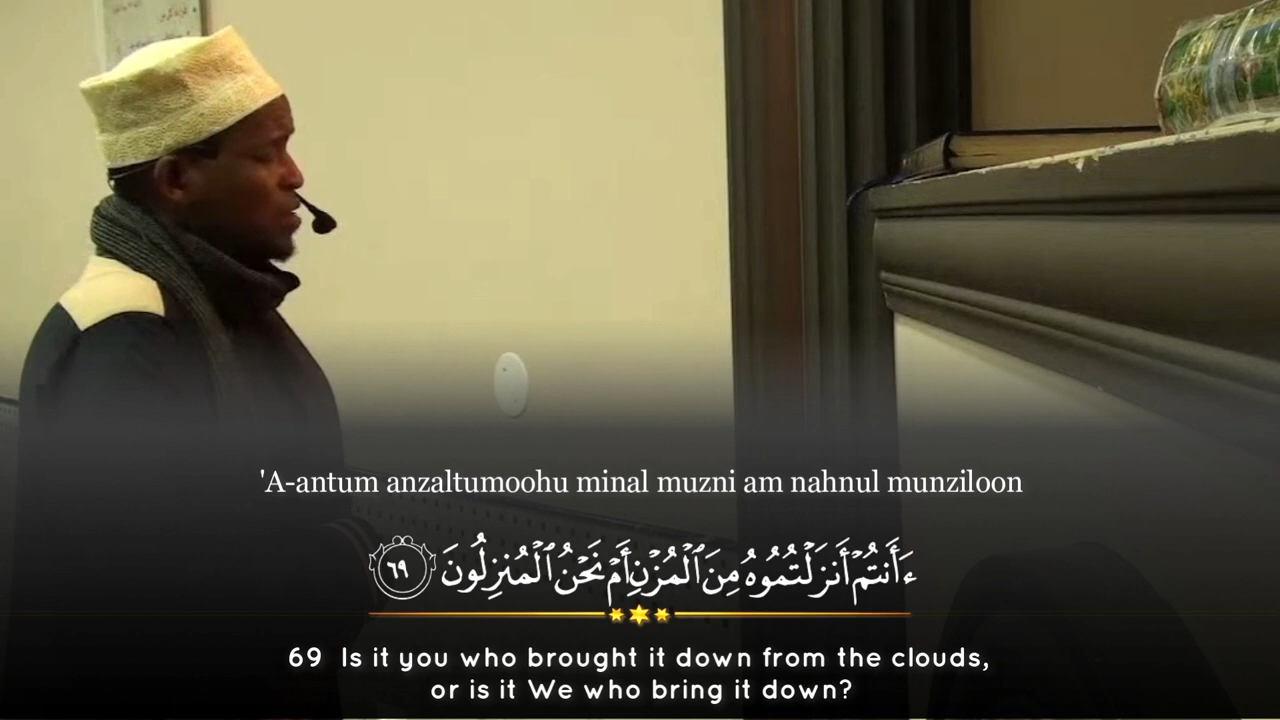 'A-antum anzaltumoohu minal muzni am nahnul munziloon
ءَأَنتُمْ أَنزَلْتُمُوهُ مِنَ ٱلْمُزْنِ أَمْ نَحْنُ ٱلْمُنزِلُونَ ٦٩
69 Is it you who brought it down from the clouds,
or is it We who bring it down?